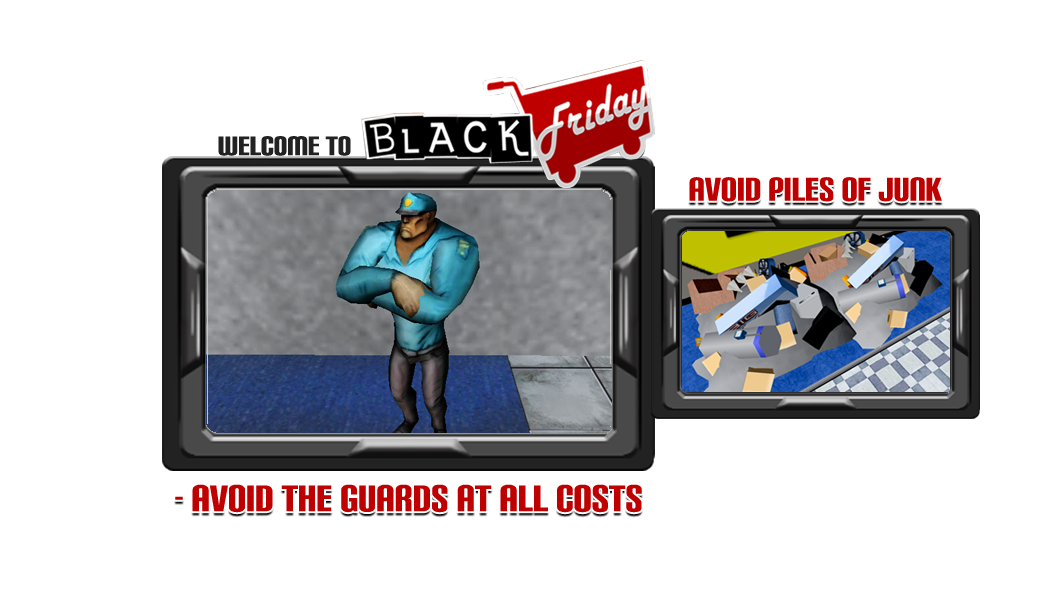 WELCOME TO BLACK Friday
AVOID PILES OF JUNK
- AVOID THE GUARDS AT ALL COSTS